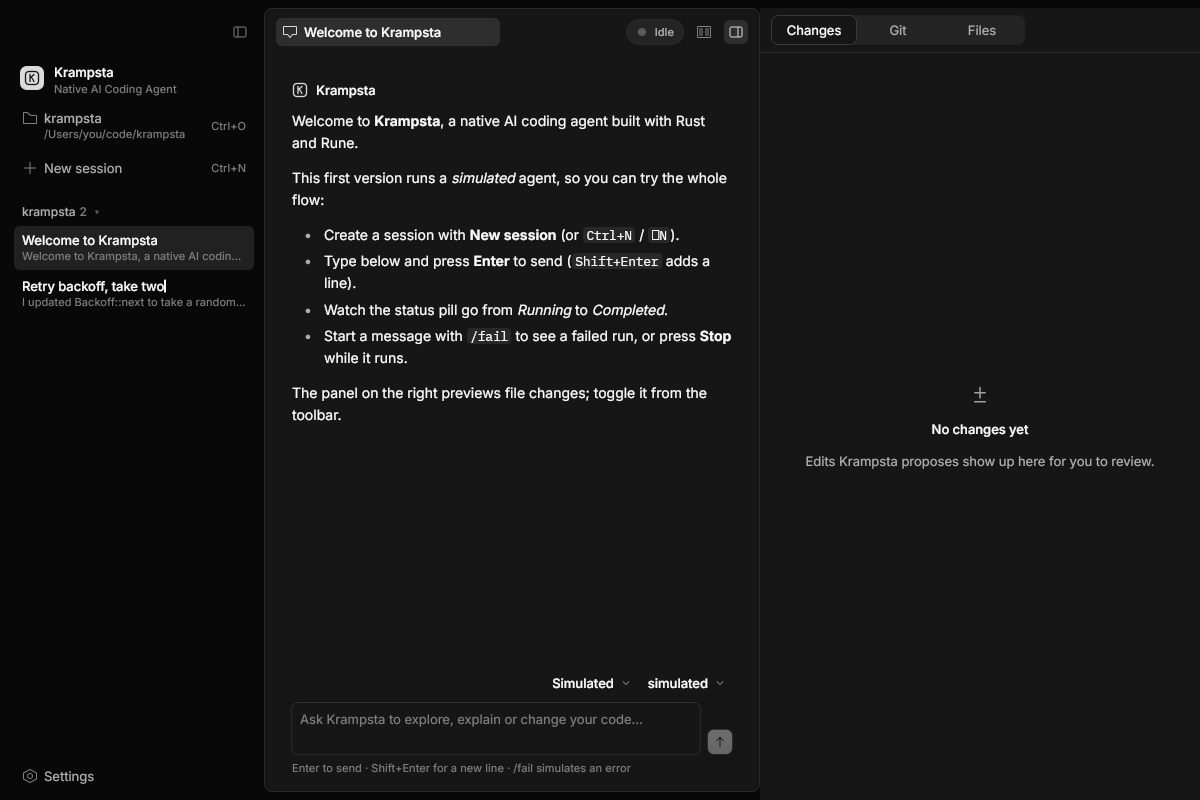 Krampsta
Native AI Coding Agent
krampsta
/Users/you/code/krampsta
Ctrl+O
New session
Ctrl+N
krampsta 2
Welcome to Krampsta
Welcome to Krampsta, a native AI codin...
Retry backoff, take two
I updated Backoff::next to take a random...
Settings
Welcome to Krampsta
Idle
K Krampsta
Welcome to Krampsta, a native AI coding agent built with Rust
and Rune.
This first version runs a simulated agent, so you can try the whole
flow:
• Create a session with New session (or Ctrl+N / N).
• Type below and press Enter to send (Shift+Enter adds a
line).
• Watch the status pill go from Running to Completed.
• Start a message with /fail to see a failed run, or press Stop
while it runs.
The panel on the right previews file changes; toggle it from the
toolbar.
Simulated
simulated
Ask Krampsta to explore, explain or change your code...
Enter to send · Shift+Enter for a new line · /fail simulates an error
Changes
Git
Files
No changes yet
Edits Krampsta proposes show up here for you to review.